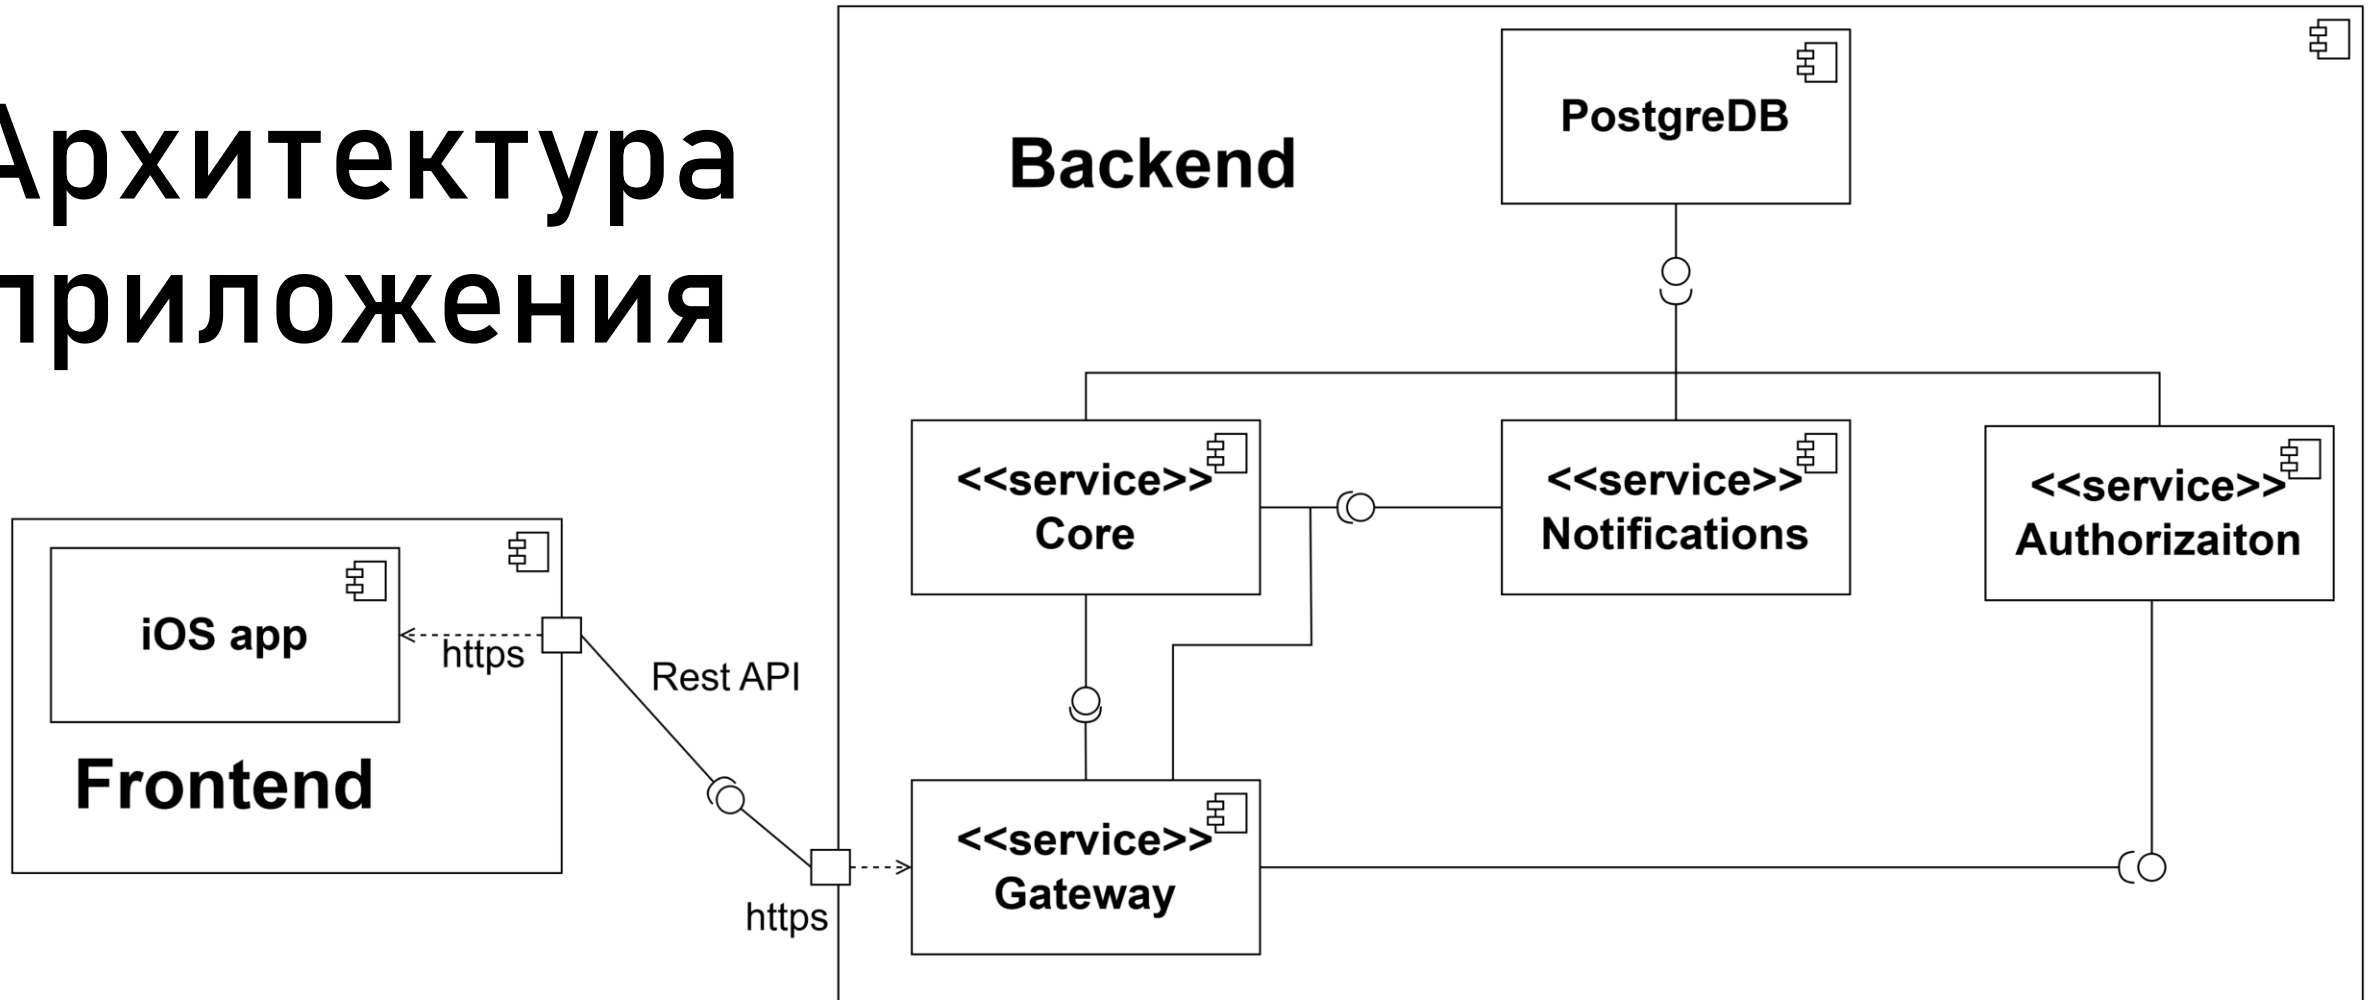 Архитектура
приложения
Backend
PostgreDB
<<service>>
Core
<<service>>
Notifications
<<service>>
Authorizaiton
iOS app
https
Frontend
Rest API
https
<<service>>
Gateway